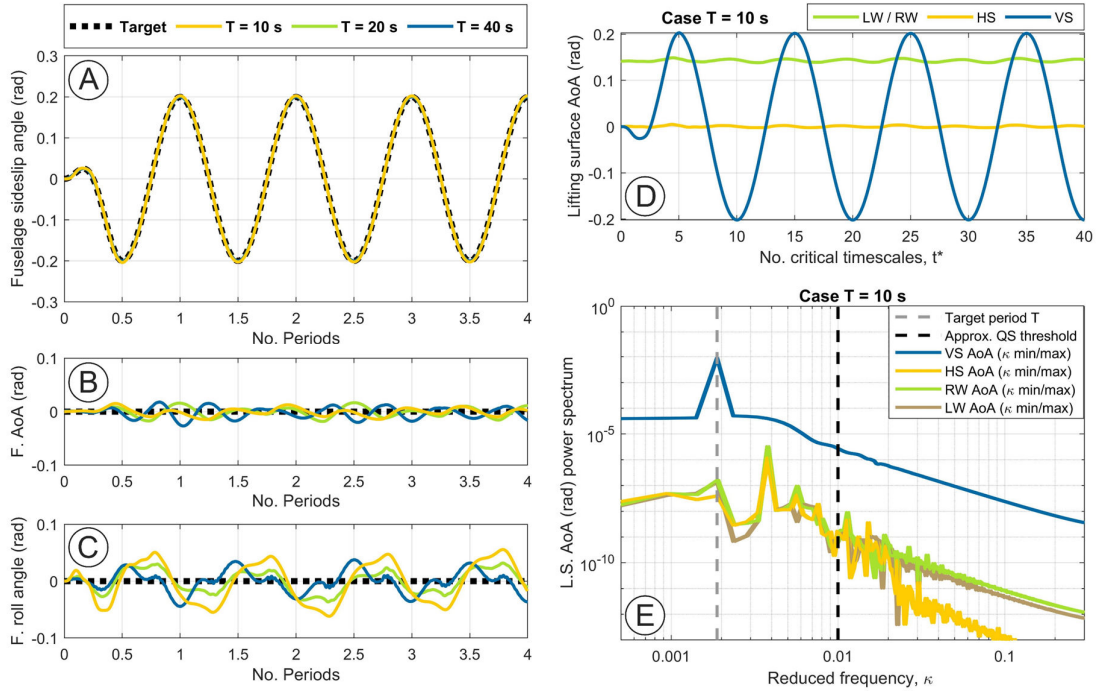 Target T = 10 s T = 20 s T = 40 s
A
0.3
0.2
0.1
0
-0.1
-0.2
-0.3
Fuselage sideslip angle (rad)
0 0.5 1 1.5 2 2.5 3 3.5 4
No. Periods
B
0.1
0
-0.1
F. AoA (rad)
0 0.5 1 1.5 2 2.5 3 3.5 4
No. Periods
C
0.1
0
-0.1
F. roll angle (rad)
0 0.5 1 1.5 2 2.5 3 3.5 4
No. Periods
Case T = 10 s
LW / RW HS VS
0.2
0.1
0
-0.1
-0.2
Lifting surface AoA (rad)
D
0 5 10 15 20 25 30 35 40
No. critical timescales, t*
Case T = 10 s
Target period T
Approx. QS threshold
VS AoA (κ min/max)
HS AoA (κ min/max)
RW AoA (κ min/max)
LW AoA (κ min/max)
10^0
10^-5
10^-10
L.S. AoA (rad) power spectrum
E
0.001 0.01 0.1
Reduced frequency, κ